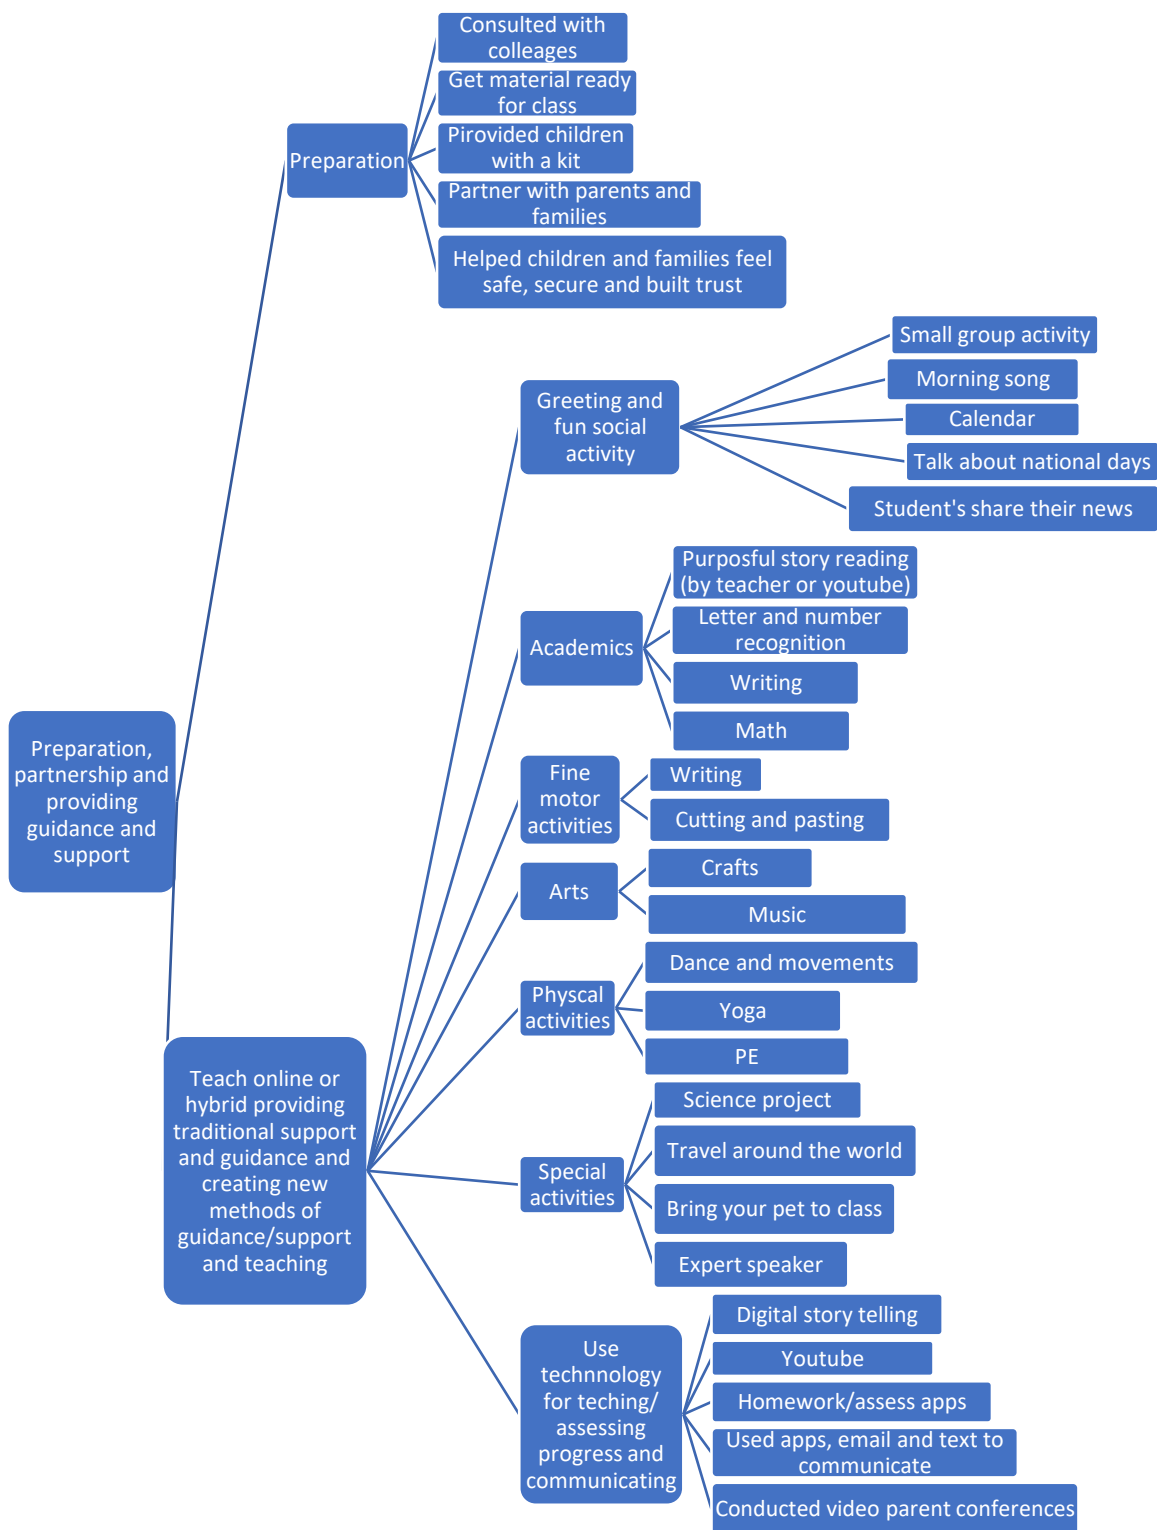 Consulted with
colleages
Get material ready
for class
Pirovided children
with a kit
Preparation
Partner with parents and
families
Helped children and families feel
safe, secure and built trust
Small group activity
Morning song
Greeting and
fun social
activity
Calendar
Talk about national days
Student's share their news
Purposful story reading
(by teacher or youtube)
Letter and number
recognition
Academics
Writing
Math
Preparation,
partnership and
providing
guidance and
support
Fine
motor
activities
Writing
Cutting and pasting
Arts
Crafts
Music
Physcal
activities
Dance and movements
Yoga
PE
Teach online or
hybrid providing
traditional support
and guidance and
creating new
methods of
guidance/support
and teaching
Special
activities
Science project
Travel around the world
Bring your pet to class
Expert speaker
Use
technnology
for teching/
assessing
progress and
communicating
Digital story telling
Youtube
Homework/assess apps
Used apps, email and text to
communicate
Conducted video parent conferences